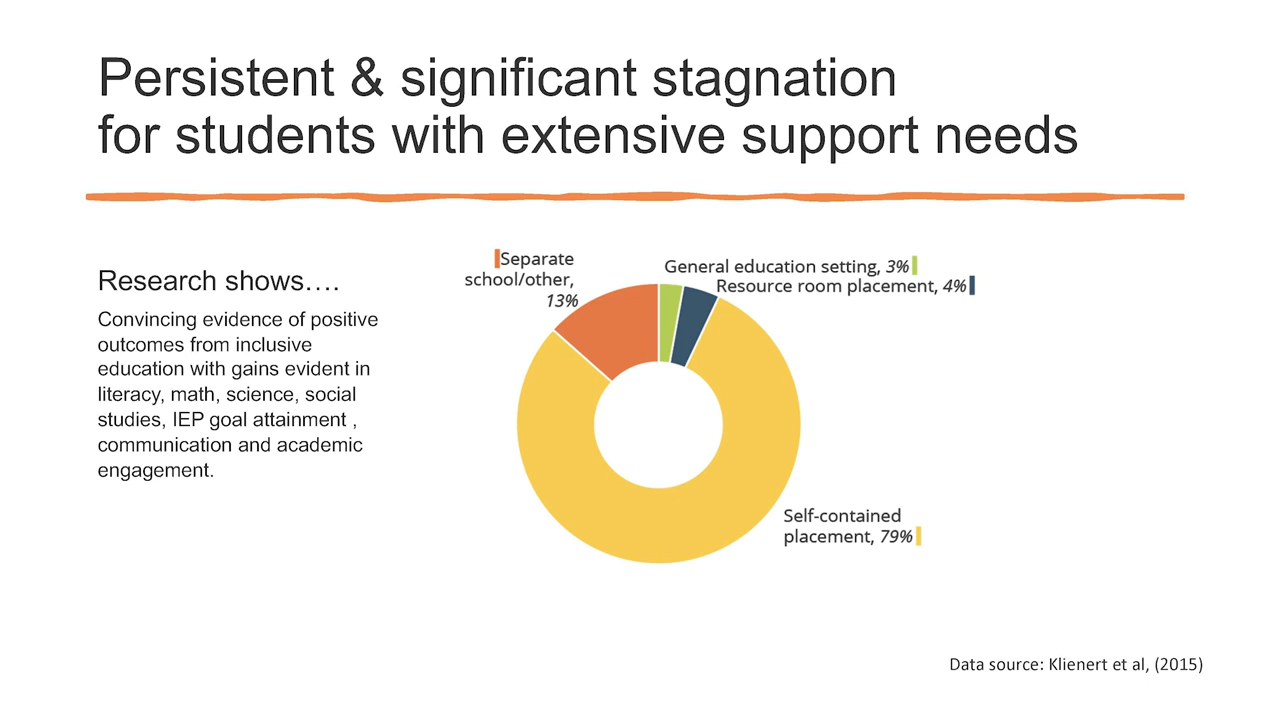 Persistent & significant stagnation
for students with extensive support needs
Research shows….
Convincing evidence of positive
outcomes from inclusive
education with gains evident in
literacy, math, science, social
studies, IEP goal attainment ,
communication and academic
engagement.
Separate
school/other,
13%
General education setting, 3%
Resource room placement, 4%
Self-contained
placement, 79%
Data source: Klienert et al, (2015)